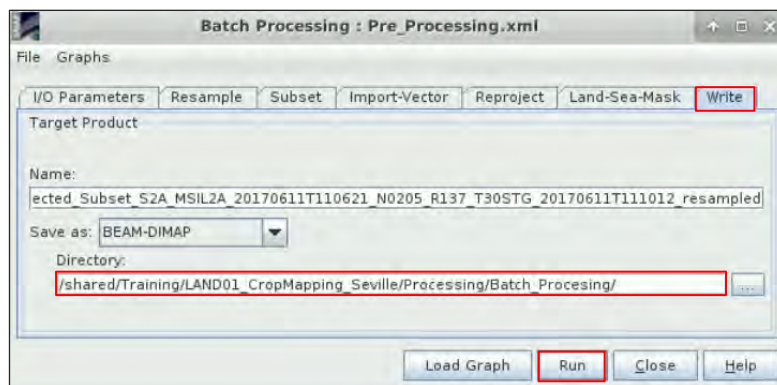 Batch Processing : Pre_Processing.xml
File Graphs
I/O Parameters Resample Subset Import-Vector Reproject Land-Sea-Mask Write
Target Product
Name:
ected_Subset_S2A_MSIL2A_20170611T110621_N0205_R137_T30STG_20170611T111012_resampled
Save as: BEAM-DIMAP
Directory:
/shared/Training/LAND01_CropMapping_Seville/Processing/Batch_Procesing/
...
Load Graph Run Close Help